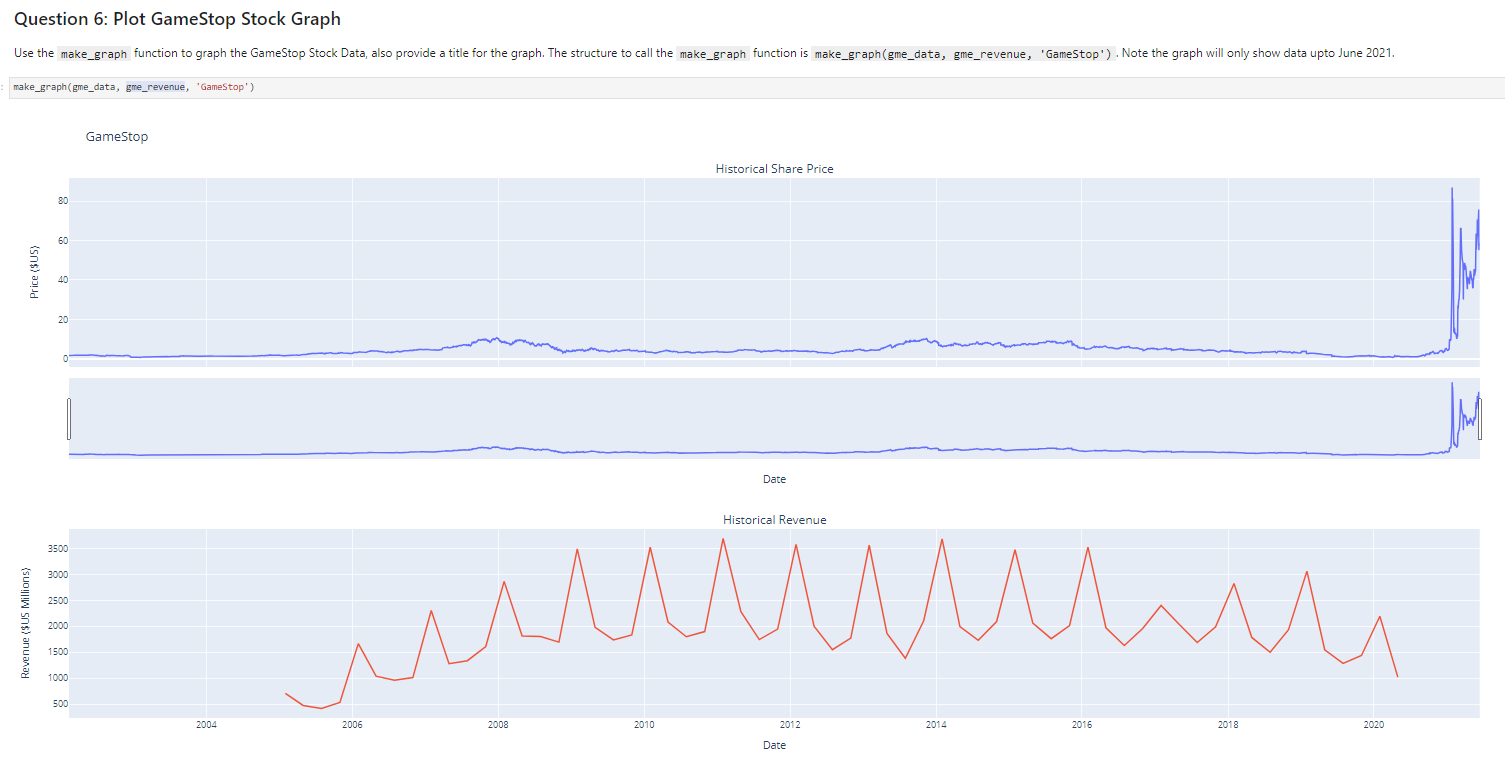 Question 6: Plot GameStop Stock Graph
Use the make_graph function to graph the GameStop Stock Data, also provide a title for the graph. The structure to call the make_graph function is make_graph(gme_data, gme_revenue, 'GameStop') . Note the graph will only show data upto June 2021.
: make_graph(gme_data, gme_revenue, 'GameStop')
GameStop
Historical Share Price
Price ($US)
80
60
40
20
0
Date
Historical Revenue
Revenue ($US Millions)
3500
3000
2500
2000
1500
1000
500
2004 2006 2008 2010 2012 2014 2016 2018 2020
Date